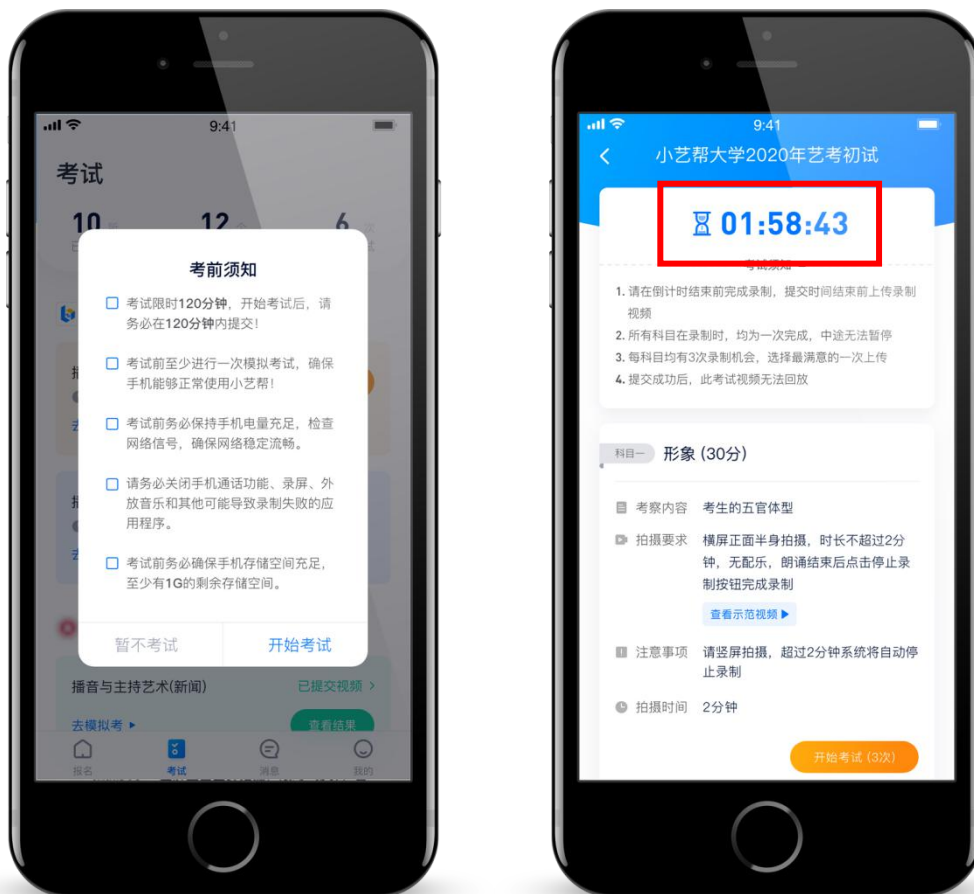 9:41
考试
10
12
6
考前须知
考试限时120分钟，开始考试后，请
务必在120分钟内提交！
考试前至少进行一次模拟考试，确保
手机能够正常使用小艺帮！
考试前务必保持手机电量充足，检查
网络信号，确保网络稳定流畅。
请务必关闭手机通话功能、录屏、外
放音乐和其他可能导致录制失败的应
用程序。
考试前务必确保手机存储空间充足，
至少有1G的剩余存储空间。
暂不考试 开始考试
播音与主持艺术(新闻) 已提交视频
去模拟考 查看结果
报名 考试 消息 我的
9:41
小艺帮大学2020年艺考初试
01:58:43
考试须知
1. 请在倒计时结束前完成录制，提交时间结束前上传录制
视频
2. 所有科目在录制时，均为一次完成，中途无法暂停
3. 每科目均有3次录制机会，选择最满意的一次上传
4. 提交成功后，此考试视频无法回放
科目一 形象 (30分)
考察内容 考生的五官体型
拍摄要求 横屏正面半身拍摄，时长不超过2分
钟，无配乐，朗诵结束后点击停止录
制按钮完成录制
查看示范视频
注意事项 请竖屏拍摄，超过2分钟系统将自动停
止录制
拍摄时间 2分钟
开始考试 (3次)